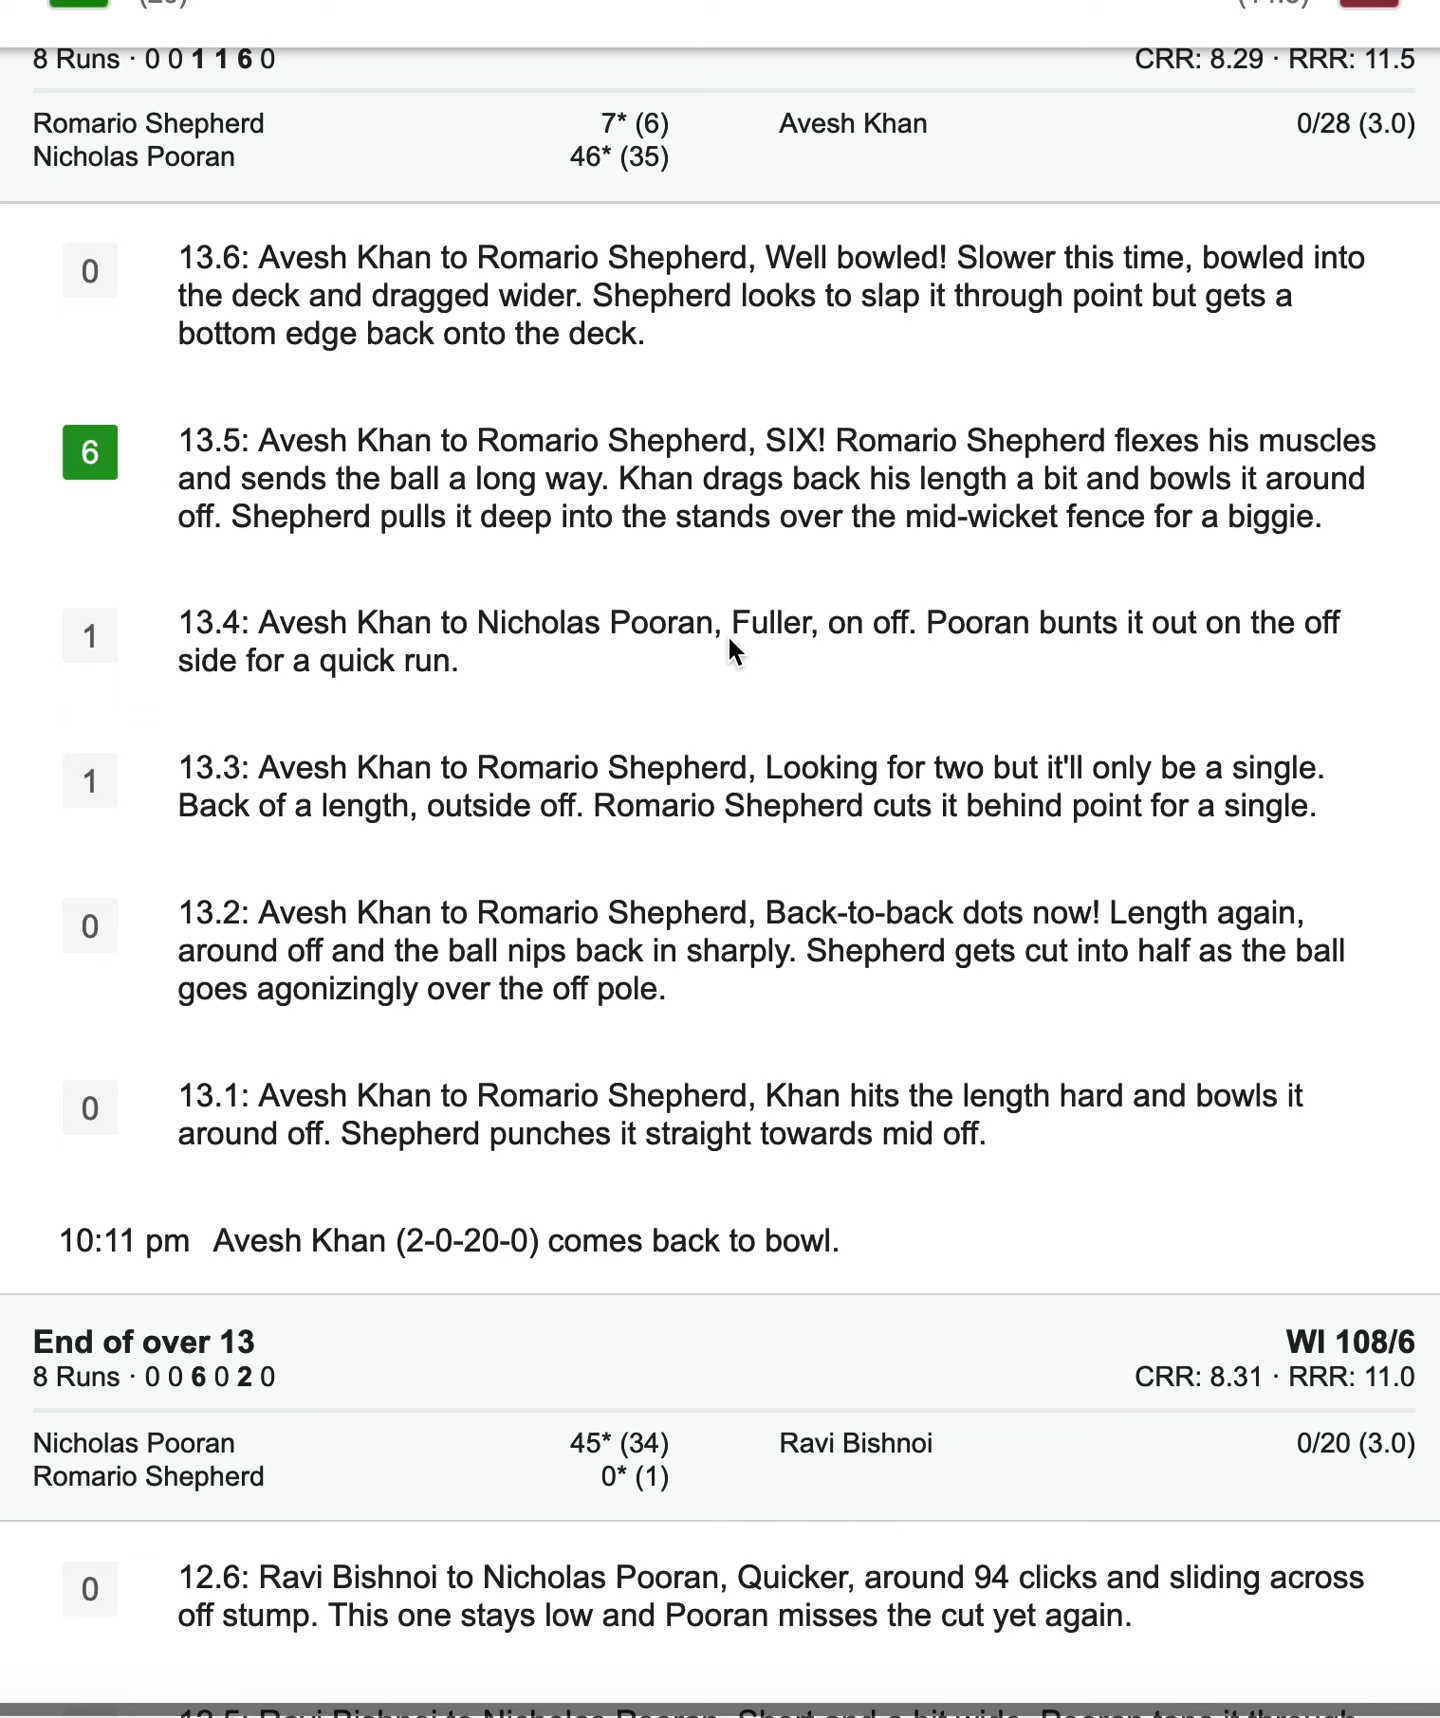 8 Runs · 0 0 1 1 6 0
CRR: 8.29 · RRR: 11.5
Romario Shepherd 7* (6) Avesh Khan 0/28 (3.0)
Nicholas Pooran 46* (35)
0
13.6: Avesh Khan to Romario Shepherd, Well bowled! Slower this time, bowled into
the deck and dragged wider. Shepherd looks to slap it through point but gets a
bottom edge back onto the deck.
6
13.5: Avesh Khan to Romario Shepherd, SIX! Romario Shepherd flexes his muscles
and sends the ball a long way. Khan drags back his length a bit and bowls it around
off. Shepherd pulls it deep into the stands over the mid-wicket fence for a biggie.
1
13.4: Avesh Khan to Nicholas Pooran, Fuller, on off. Pooran bunts it out on the off
side for a quick run.
1
13.3: Avesh Khan to Romario Shepherd, Looking for two but it'll only be a single.
Back of a length, outside off. Romario Shepherd cuts it behind point for a single.
0
13.2: Avesh Khan to Romario Shepherd, Back-to-back dots now! Length again,
around off and the ball nips back in sharply. Shepherd gets cut into half as the ball
goes agonizingly over the off pole.
0
13.1: Avesh Khan to Romario Shepherd, Khan hits the length hard and bowls it
around off. Shepherd punches it straight towards mid off.
10:11 pm Avesh Khan (2-0-20-0) comes back to bowl.
End of over 13 WI 108/6
8 Runs · 0 0 6 0 2 0 CRR: 8.31 · RRR: 11.0
Nicholas Pooran 45* (34) Ravi Bishnoi 0/20 (3.0)
Romario Shepherd 0* (1)
0
12.6: Ravi Bishnoi to Nicholas Pooran, Quicker, around 94 clicks and sliding across
off stump. This one stays low and Pooran misses the cut yet again.
12.5: Ravi Bishnoi to Nicholas Pooran, Short and a bit wide. Pooran taps it through